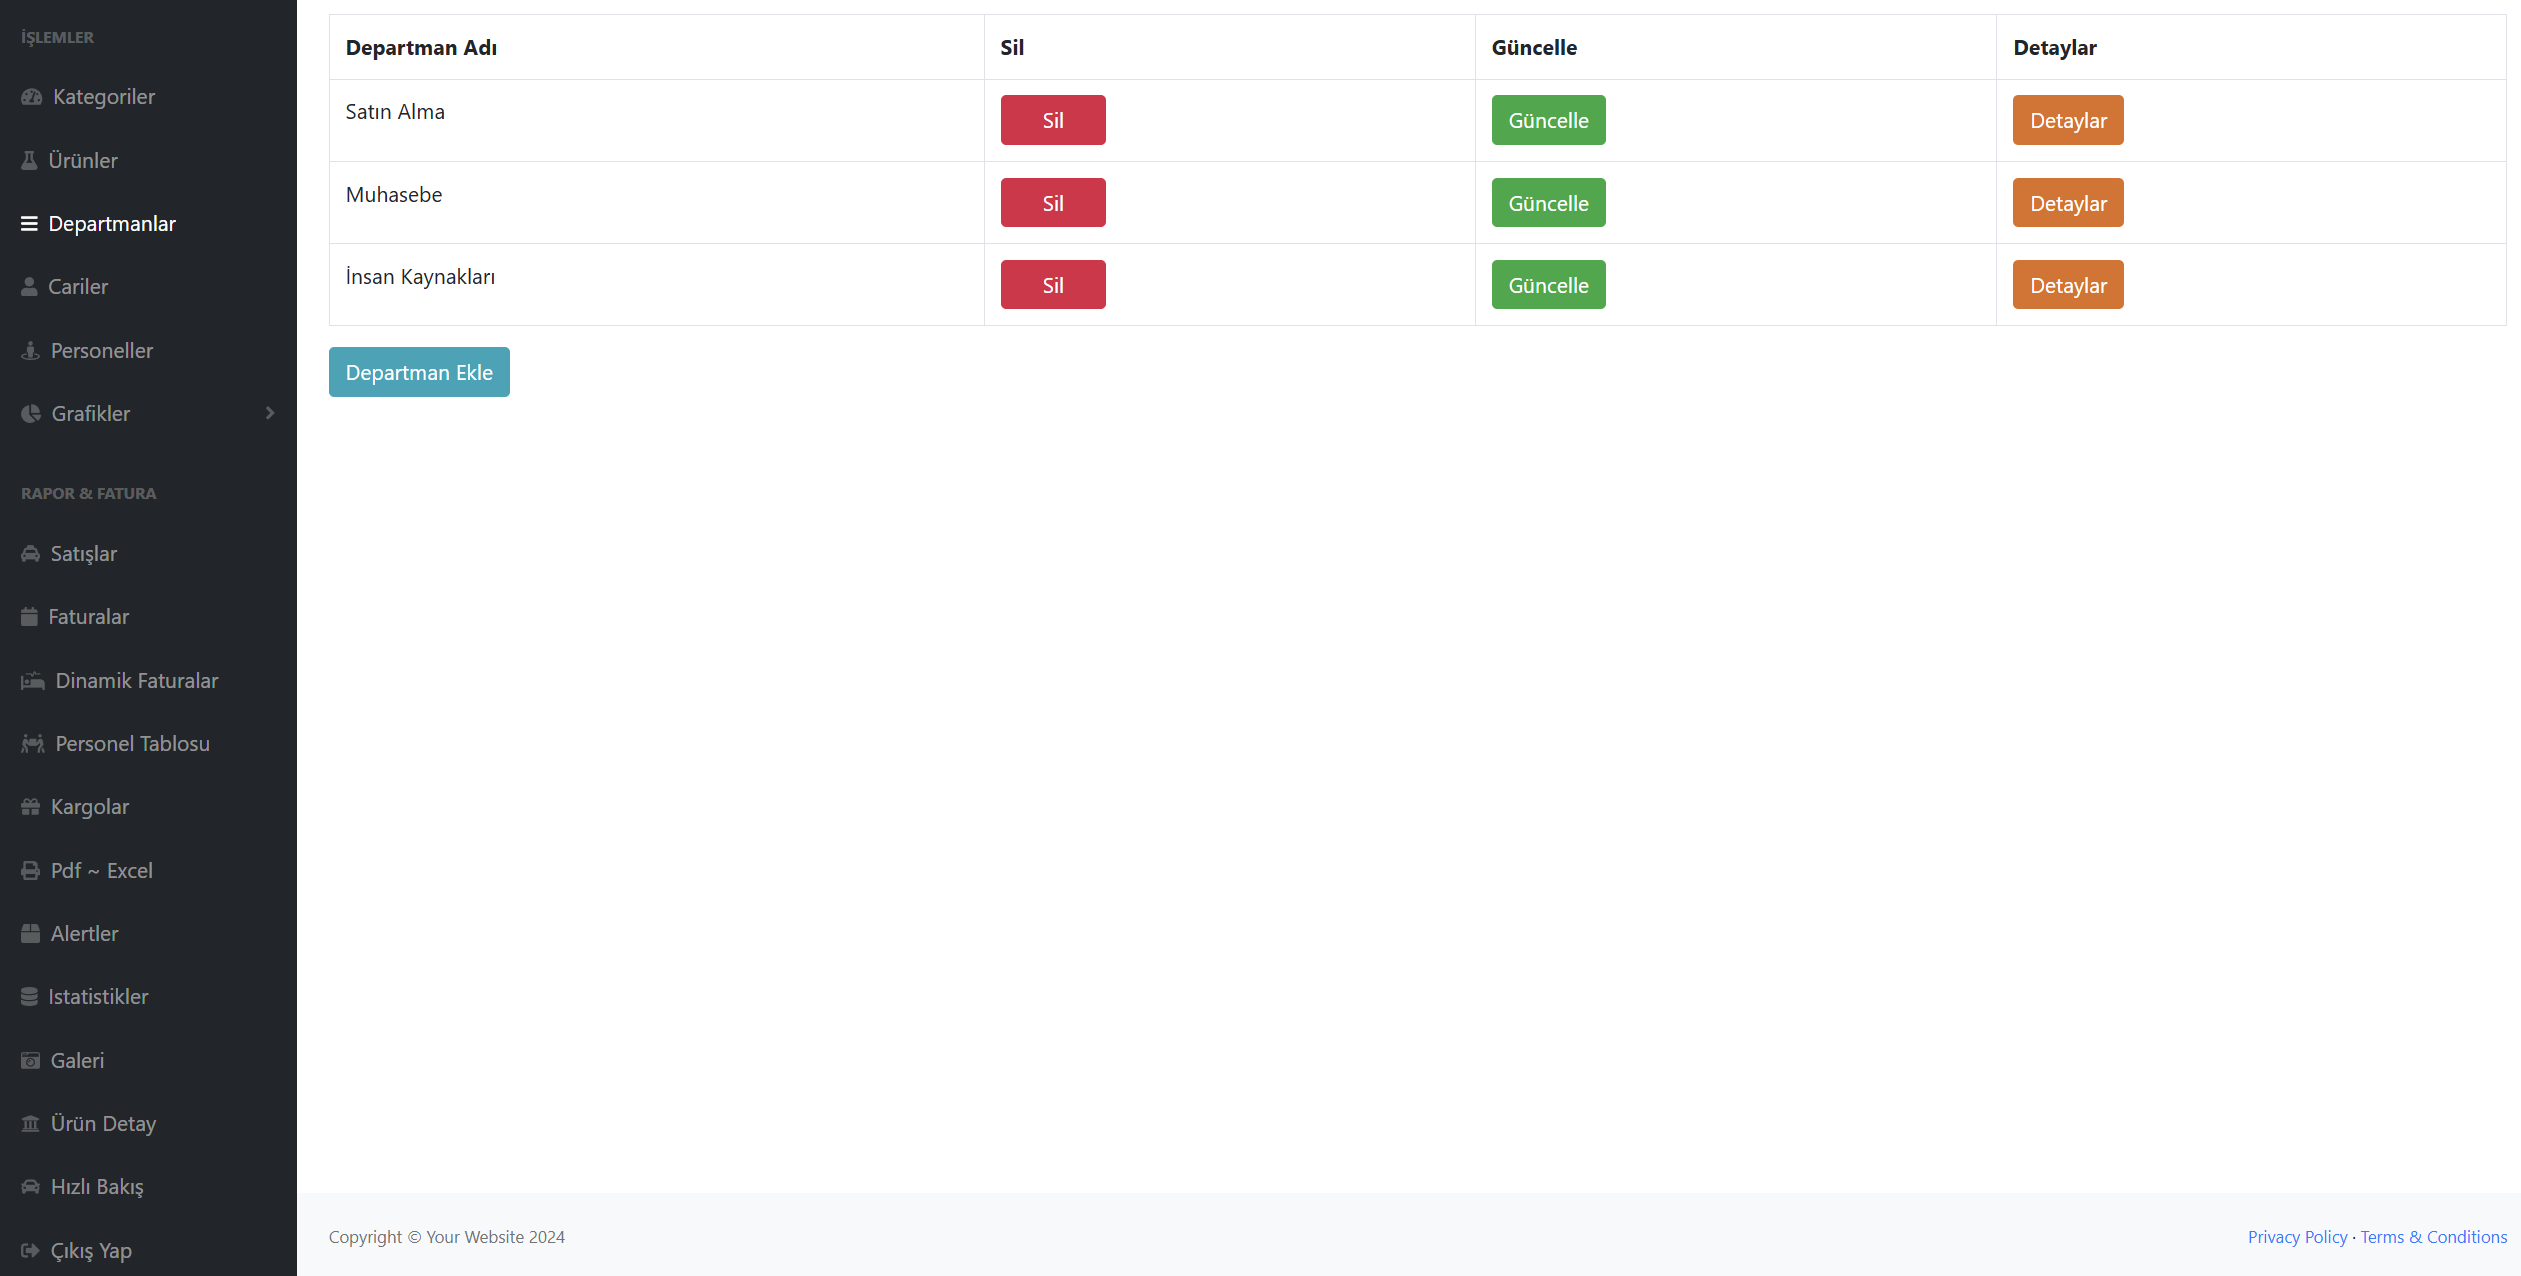 İŞLEMLER
Kategoriler
Ürünler
Departmanlar
Cariler
Personeller
Grafikler
RAPOR & FATURA
Satışlar
Faturalar
Dinamik Faturalar
Personel Tablosu
Kargolar
Pdf ~ Excel
Alertler
Istatistikler
Galeri
Ürün Detay
Hızlı Bakış
Çıkış Yap
Departman Adı Sil Güncelle Detaylar
Satın Alma Sil Güncelle Detaylar
Muhasebe Sil Güncelle Detaylar
İnsan Kaynakları Sil Güncelle Detaylar
Departman Ekle
Copyright © Your Website 2024
Privacy Policy · Terms & Conditions